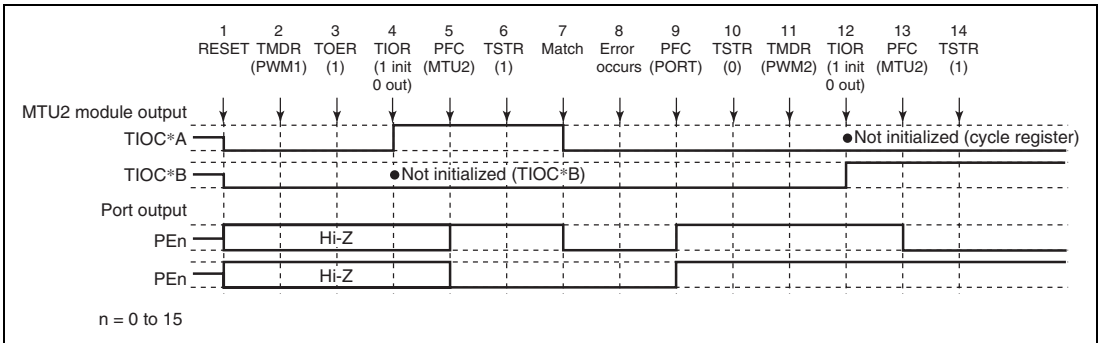 1 2 3 4 5 6 7 8 9 10 11 12 13 14
RESET TMDR TOER TIOR PFC TSTR Match Error PFC TSTR TMDR TIOR PFC TSTR
(PWM1) (1) (1 init (MTU2) (1) occurs (PORT) (0) (PWM2) (1 init (MTU2) (1)
0 out) 0 out)
MTU2 module output
TIOC*A ●Not initialized (cycle register)
TIOC*B ●Not initialized (TIOC*B)
Port output
PEn Hi-Z
PEn Hi-Z
n = 0 to 15